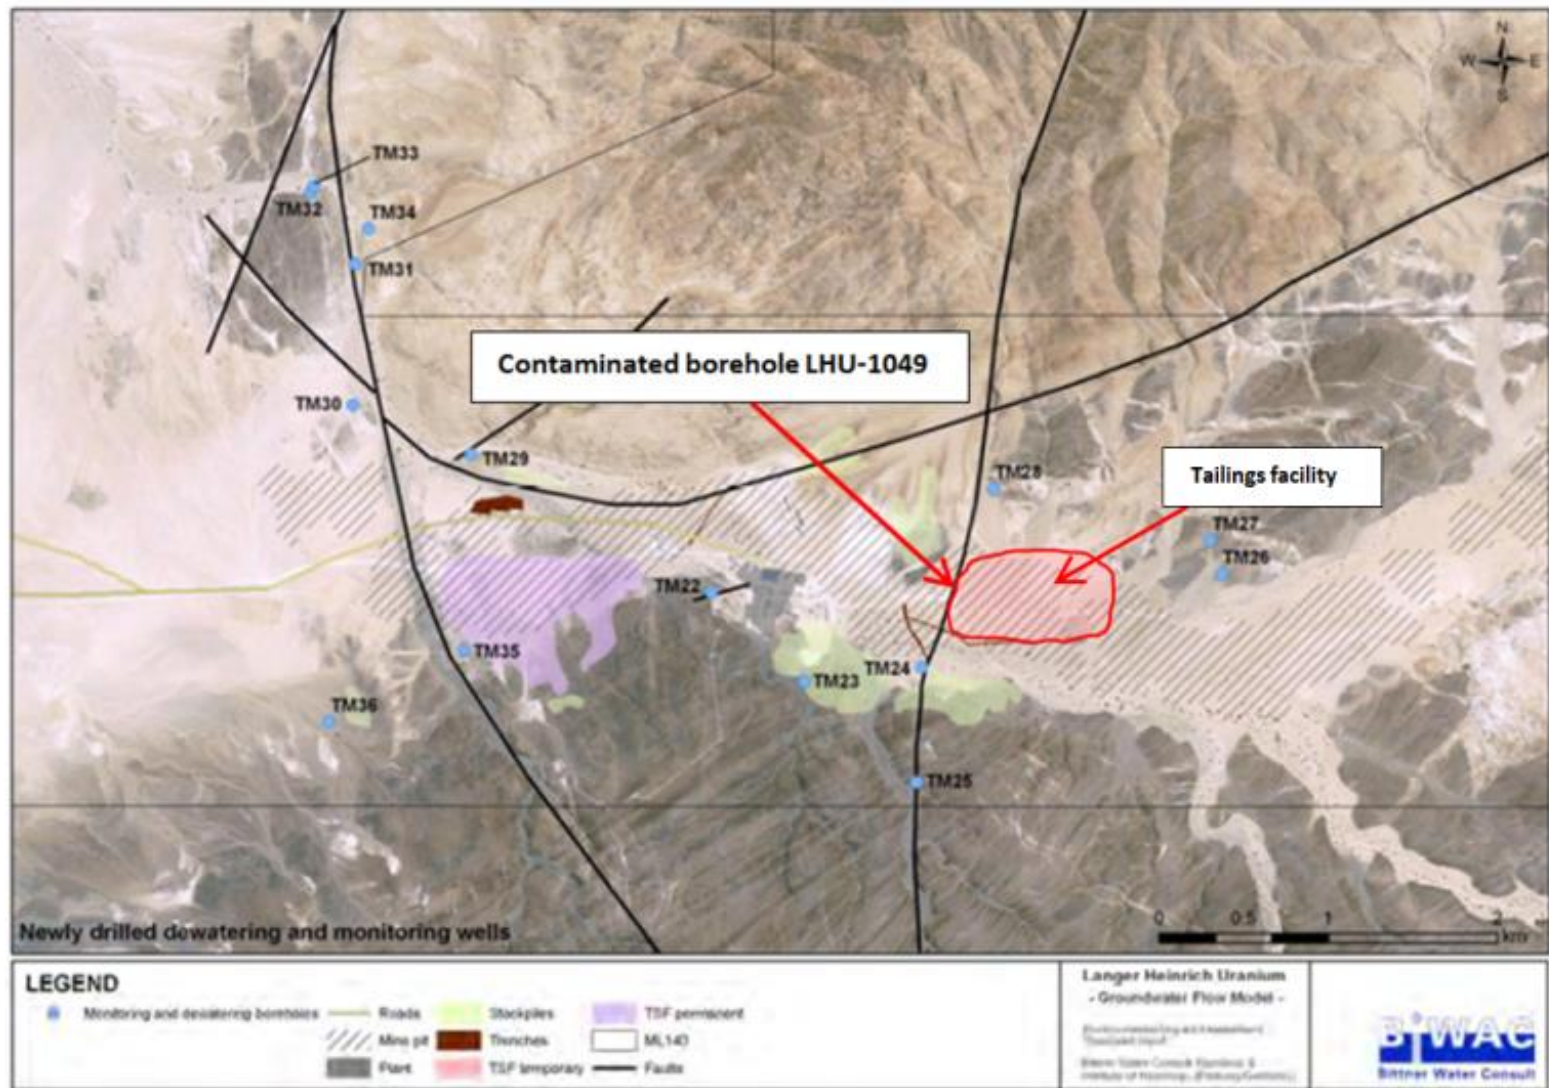 N
W E
S
TM33
TM32
TM34
TM31
Contaminated borehole LHU-1049
TM30
TM29
TM28
Tailings facility
TM27
TM26
TM22
TM35
TM24
TM23
TM36
TM25
0 0.5 1 2
km
Newly drilled dewatering and monitoring wells
LEGEND
Monitoring and dewatering boreholes
Roads
Stockpiles
TSF permanent
Mine pit
Trenches
ML140
Plant
TSF temporary
Faults
Langer Heinrich Uranium
- Groundwater Flow Model -
BIWAC
Bittner Water Consult